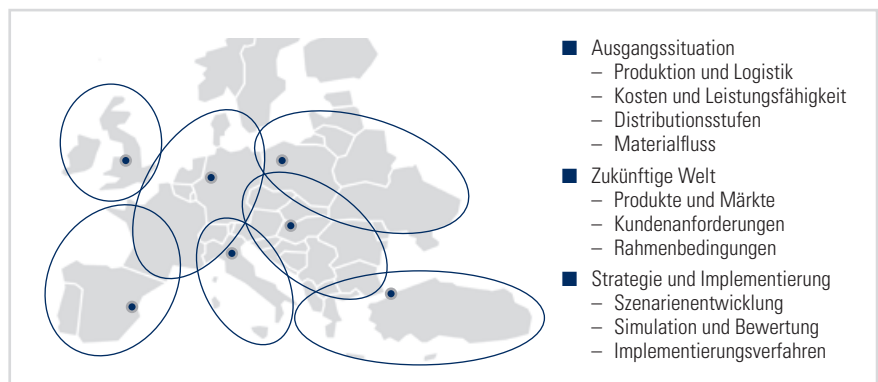 ■ Ausgangssituation
– Produktion und Logistik
– Kosten und Leistungsfähigkeit
– Distributionsstufen
– Materialfluss
■ Zukünftige Welt
– Produkte und Märkte
– Kundenanforderungen
– Rahmenbedingungen
■ Strategie und Implementierung
– Szenarienentwicklung
– Simulation und Bewertung
– Implementierungsverfahren